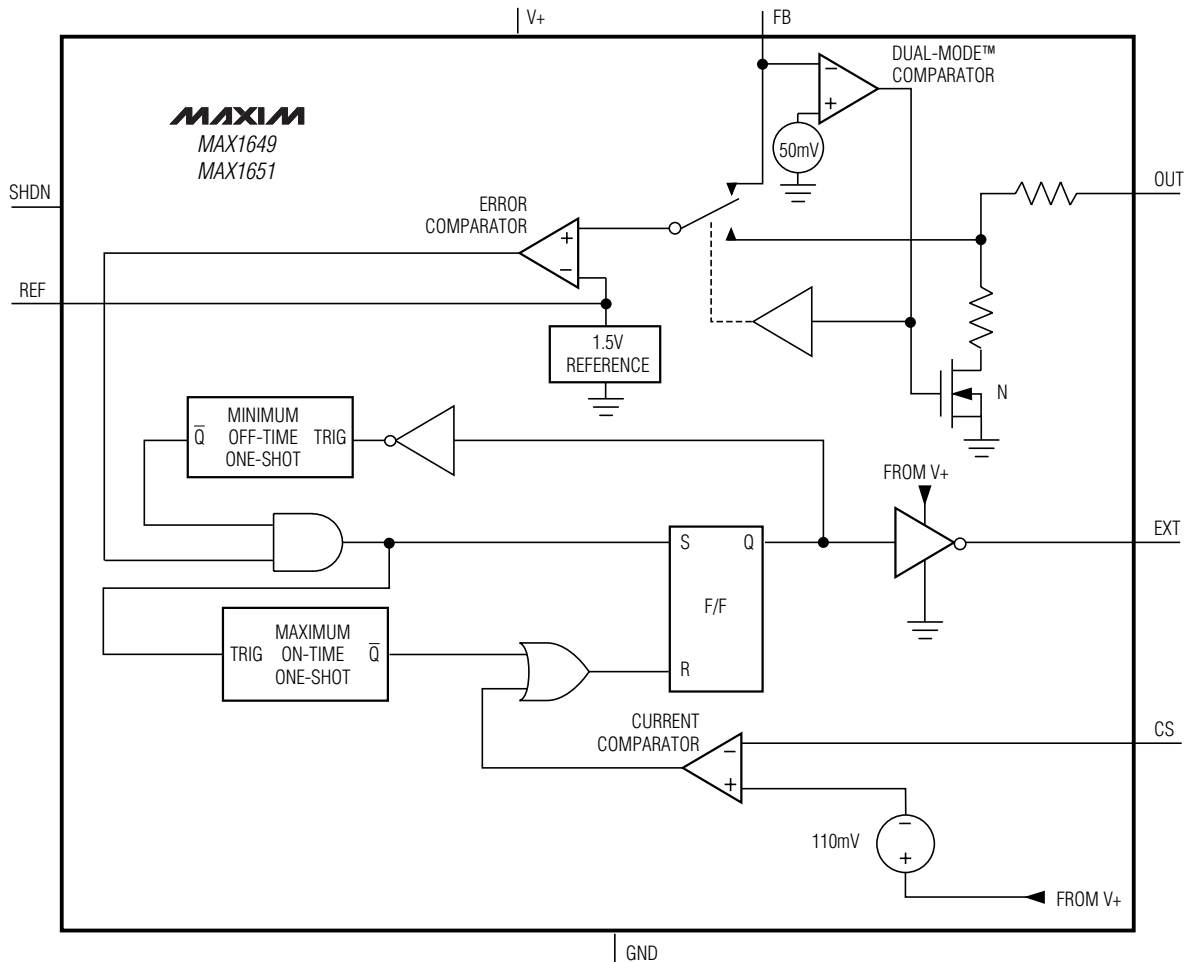 V+
FB
DUAL-MODE™
COMPARATOR
−
+
50mV
MAXIM
MAX1649
MAX1651
SHDN
OUT
ERROR
COMPARATOR
+
−
REF
1.5V
REFERENCE
N
MINIMUM
Q̅ OFF-TIME TRIG
ONE-SHOT
FROM V+
EXT
S Q
F/F
R
MAXIMUM
TRIG ON-TIME Q̅
ONE-SHOT
CURRENT
COMPARATOR
−
+
CS
110mV
−
+
FROM V+
GND